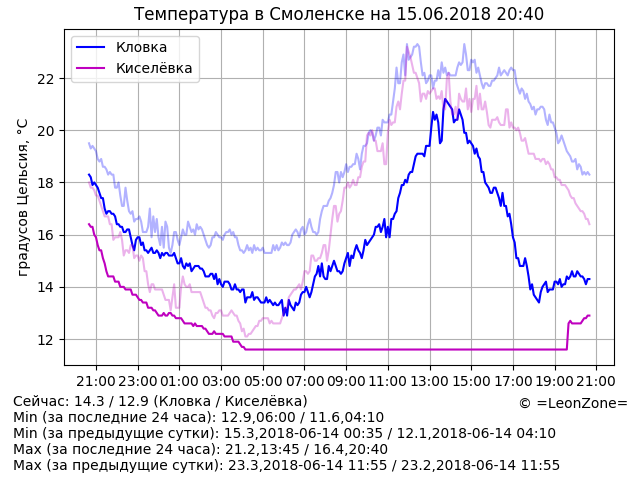 Температура в Смоленске на 15.06.2018 20:40
Кловка
Киселёвка
градусов Цельсия, °C
22
20
18
16
14
12
21:00 23:00 01:00 03:00 05:00 07:00 09:00 11:00 13:00 15:00 17:00 19:00 21:00
Сейчас: 14.3 / 12.9 (Кловка / Киселёвка)
© =LeonZone=
Min (за последние 24 часа): 12.9,06:00 / 11.6,04:10
Min (за предыдущие сутки): 15.3,2018-06-14 00:35 / 12.1,2018-06-14 04:10
Max (за последние 24 часа): 21.2,13:45 / 16.4,20:40
Max (за предыдущие сутки): 23.3,2018-06-14 11:55 / 23.2,2018-06-14 11:55